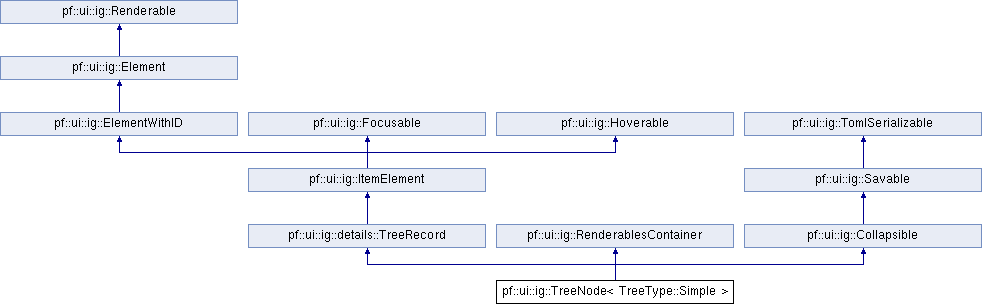 pf::ui::ig::Renderable
pf::ui::ig::Element
pf::ui::ig::ElementWithID
pf::ui::ig::Focusable
pf::ui::ig::Hoverable
pf::ui::ig::TomlSerializable
pf::ui::ig::ItemElement
pf::ui::ig::Savable
pf::ui::ig::details::TreeRecord
pf::ui::ig::RenderablesContainer
pf::ui::ig::Collapsible
pf::ui::ig::TreeNode< TreeType::Simple >